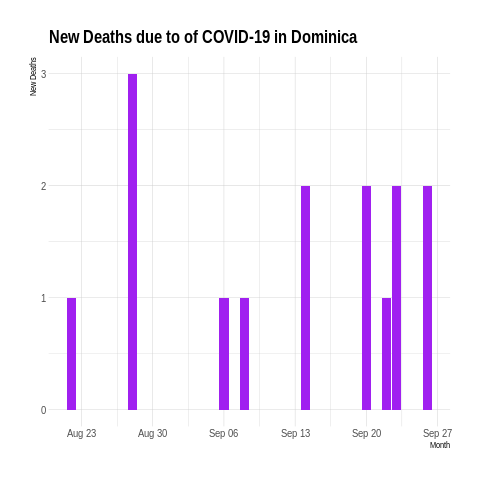 New Deaths due to of COVID-19 in Dominica
New Deaths
3
2
1
0
Aug 23 Aug 30 Sep 06 Sep 13 Sep 20 Sep 27
Month